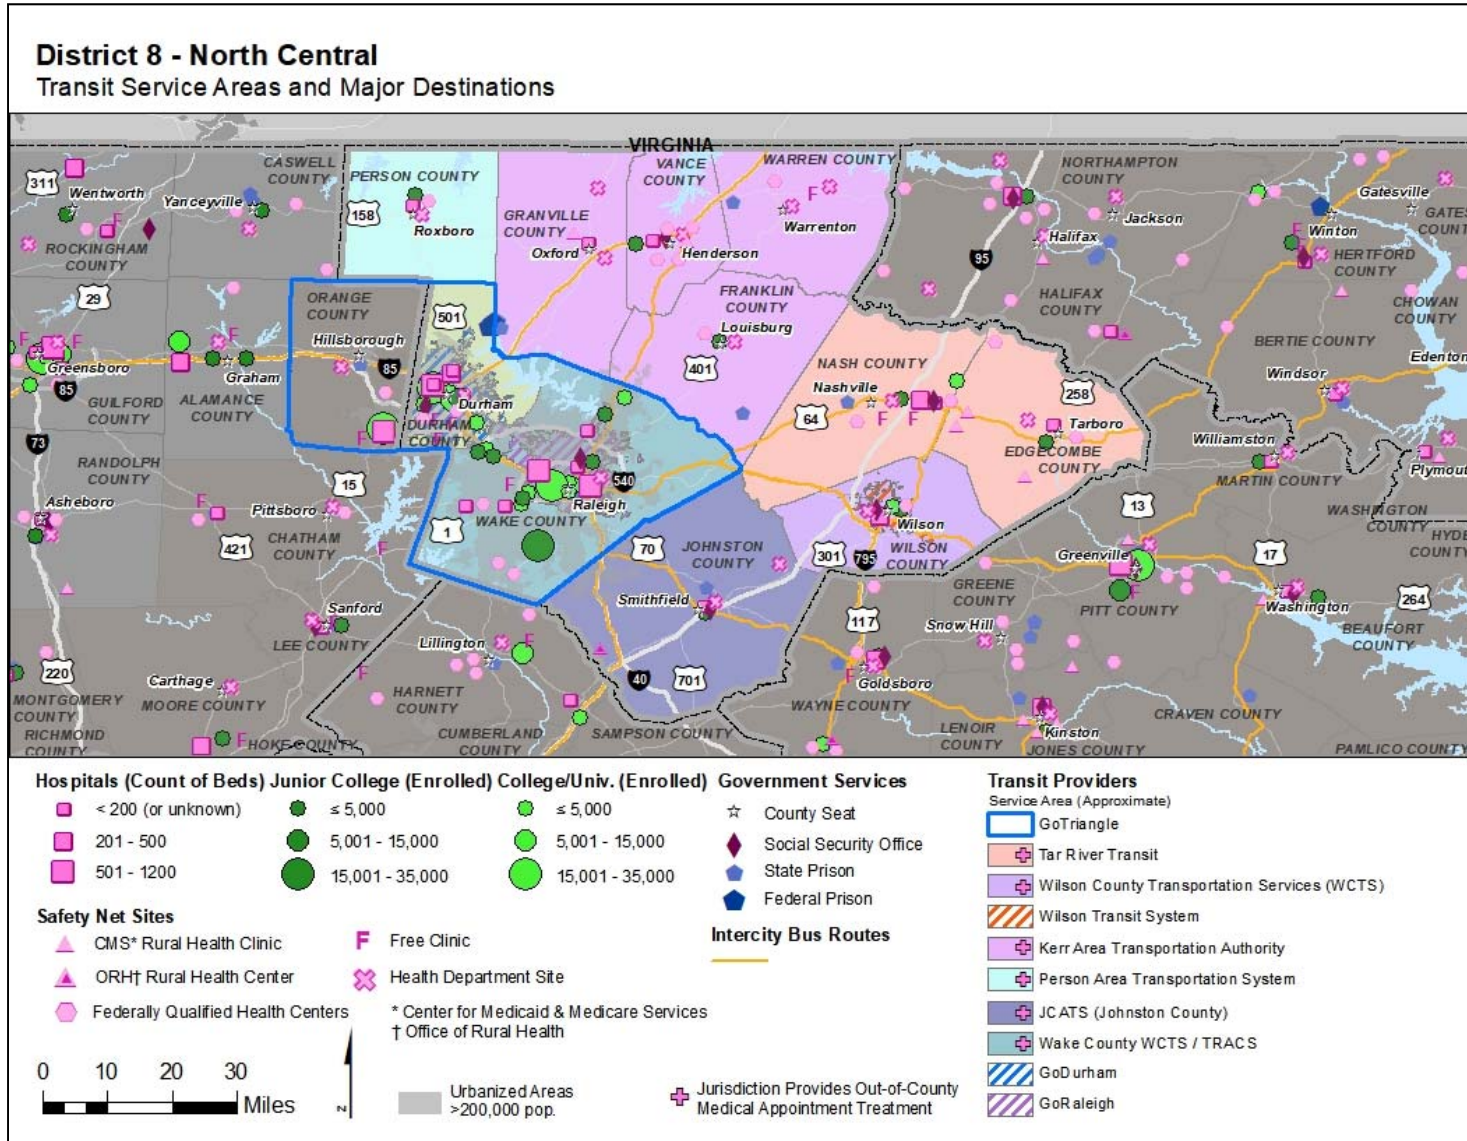 District 8 - North Central
Transit Service Areas and Major Destinations
VIRGINIA
311
Wentworth
Yanceyville
CASWELL
COUNTY
PERSON COUNTY
158
Roxboro
GRANVILLE
COUNTY
Oxford
VANCE
COUNTY
Henderson
WARREN COUNTY
Warrenton
NORTHAMPTON
COUNTY
Jackson
Halifax
95
Gatesville
Winton
HERTFORD
COUNTY
ROCKINGHAM
COUNTY
29
ORANGE
COUNTY
501
Hillsborough
85
FRANKLIN
COUNTY
Louisburg
401
HALIFAX
COUNTY
CHOWAN
COUNTY
BERTIE COUNTY
Edenton
Windsor
Greensboro
85
GUILFORD
COUNTY
Graham
ALAMANCE
COUNTY
Durham
DURHAM
COUNTY
NASH COUNTY
Nashville
64
258
Tarboro
EDGECOMBE
COUNTY
Williamston
MARTIN COUNTY
73
RANDOLPH
COUNTY
Asheboro
15
Pittsboro
421
CHATHAM
COUNTY
540
Raleigh
WAKE COUNTY
1
70
JOHNSTON
COUNTY
Wilson
WILSON
COUNTY
301
795
13
Greenville
PITT COUNTY
17
WASHINGTON
COUNTY
Washington
264
BEAUFORT
COUNTY
Sanford
LEE COUNTY
Lillington
Smithfield
117
GREENE
COUNTY
Snow Hill
220
Carthage
MOORE COUNTY
MONTGOMERY
COUNTY
RICHMOND
COUNTY
HOKE COUNTY
HARNETT
COUNTY
CUMBERLAND
COUNTY
40
701
SAMPSON COUNTY
Goldsboro
WAYNE COUNTY
LENOIR
COUNTY
Kinston
JONES COUNTY
CRAVEN COUNTY
PAMLICO COUNTY
Hospitals (Count of Beds)
< 200 (or unknown)
201 - 500
501 - 1200
Junior College (Enrolled)
≤ 5,000
5,001 - 15,000
15,001 - 35,000
College/Univ. (Enrolled)
≤ 5,000
5,001 - 15,000
15,001 - 35,000
Government Services
County Seat
Social Security Office
State Prison
Federal Prison
Intercity Bus Routes
Safety Net Sites
CMS* Rural Health Clinic
ORH† Rural Health Center
Federally Qualified Health Centers
F Free Clinic
Health Department Site
* Center for Medicaid & Medicare Services
† Office of Rural Health
0 10 20 30
Miles
N
Urbanized Areas
>200,000 pop.
Jurisdiction Provides Out-of-County
Medical Appointment Treatment
Transit Providers
Service Area (Approximate)
GoTriangle
Tar River Transit
Wilson County Transportation Services (WCTS)
Wilson Transit System
Kerr Area Transportation Authority
Person Area Transportation System
JCATS (Johnston County)
Wake County WCTS / TRACS
GoDurham
GoRaleigh